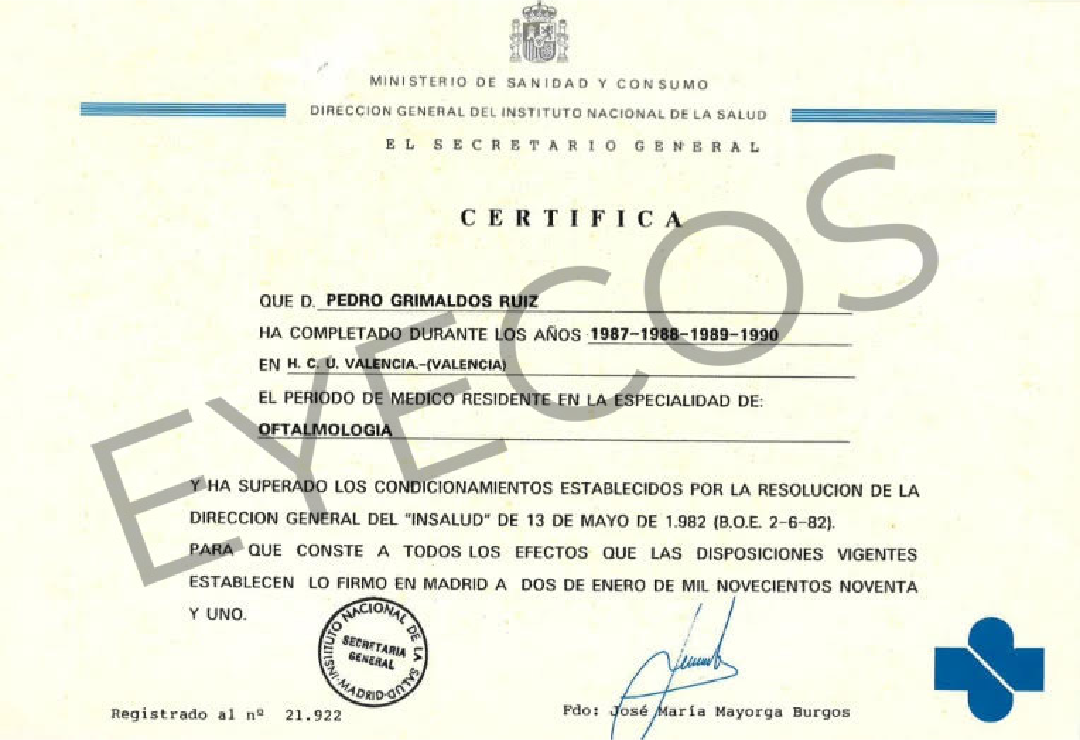 MINISTERIO DE SANIDAD Y CONSUMO
DIRECCION GENERAL DEL INSTITUTO NACIONAL DE LA SALUD
EL SECRETARIO GENERAL
CERTIFICA
QUE D. PEDRO GRIMALDOS RUIZ
HA COMPLETADO DURANTE LOS AÑOS 1987-1988-1989-1990
EN H. C. U. VALENCIA.-(VALENCIA)
EL PERIODO DE MEDICO RESIDENTE EN LA ESPECIALIDAD DE:
OFTALMOLOGIA
Y HA SUPERADO LOS CONDICIONAMIENTOS ESTABLECIDOS POR LA RESOLUCION DE LA
DIRECCION GENERAL DEL "INSALUD" DE 13 DE MAYO DE 1.982 (B.O.E. 2-6-82).
PARA QUE CONSTE A TODOS LOS EFECTOS QUE LAS DISPOSICIONES VIGENTES
ESTABLECEN LO FIRMO EN MADRID A DOS DE ENERO DE MIL NOVECIENTOS NOVENTA
Y UNO.
INSTITUTO NACIONAL DE LA SALUD-MADRID-
SECRETARIA
GENERAL
Registrado al nº 21.922
Fdo: José María Mayorga Burgos
EYECOS